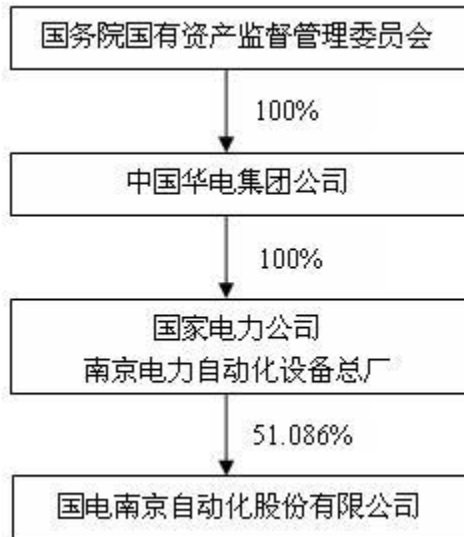 国务院国有资产监督管理委员会
100%
中国华电集团公司
100%
国家电力公司
南京电力自动化设备总厂
51.086%
国电南京自动化股份有限公司